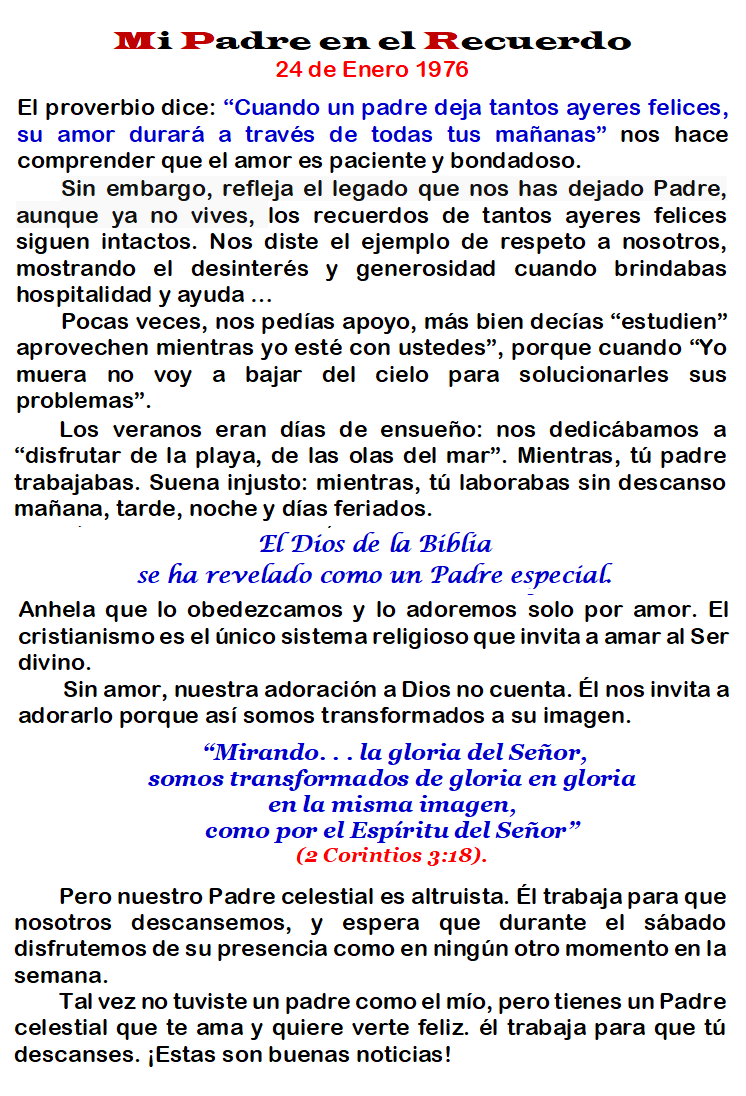 Mi Padre en el Recuerdo
24 de Enero 1976
El proverbio dice: “Cuando un padre deja tantos ayeres felices,
su amor durará a través de todas tus mañanas” nos hace
comprender que el amor es paciente y bondadoso.
Sin embargo, refleja el legado que nos has dejado Padre,
aunque ya no vives, los recuerdos de tantos ayeres felices
siguen intactos. Nos diste el ejemplo de respeto a nosotros,
mostrando el desinterés y generosidad cuando brindabas
hospitalidad y ayuda ...
Pocas veces, nos pedías apoyo, más bien decías “estudien”
aprovechen mientras yo esté con ustedes”, porque cuando “Yo
muera no voy a bajar del cielo para solucionarles sus
problemas”.
Los veranos eran días de ensueño: nos dedicábamos a
“disfrutar de la playa, de las olas del mar”. Mientras, tú padre
trabajabas. Suena injusto: mientras, tú laborabas sin descanso
mañana, tarde, noche y días feriados.
El Dios de la Biblia
se ha revelado como un Padre especial.
Anhela que lo obedezcamos y lo adoremos solo por amor. El
cristianismo es el único sistema religioso que invita a amar al Ser
divino.
Sin amor, nuestra adoración a Dios no cuenta. Él nos invita a
adorarlo porque así somos transformados a su imagen.
“Mirando. . . la gloria del Señor,
somos transformados de gloria en gloria
en la misma imagen,
como por el Espíritu del Señor”
(2 Corintios 3:18).
Pero nuestro Padre celestial es altruista. Él trabaja para que
nosotros descansemos, y espera que durante el sábado
disfrutemos de su presencia como en ningún otro momento en la
semana.
Tal vez no tuviste un padre como el mío, pero tienes un Padre
celestial que te ama y quiere verte feliz. él trabaja para que tú
descanses. ¡Estas son buenas noticias!